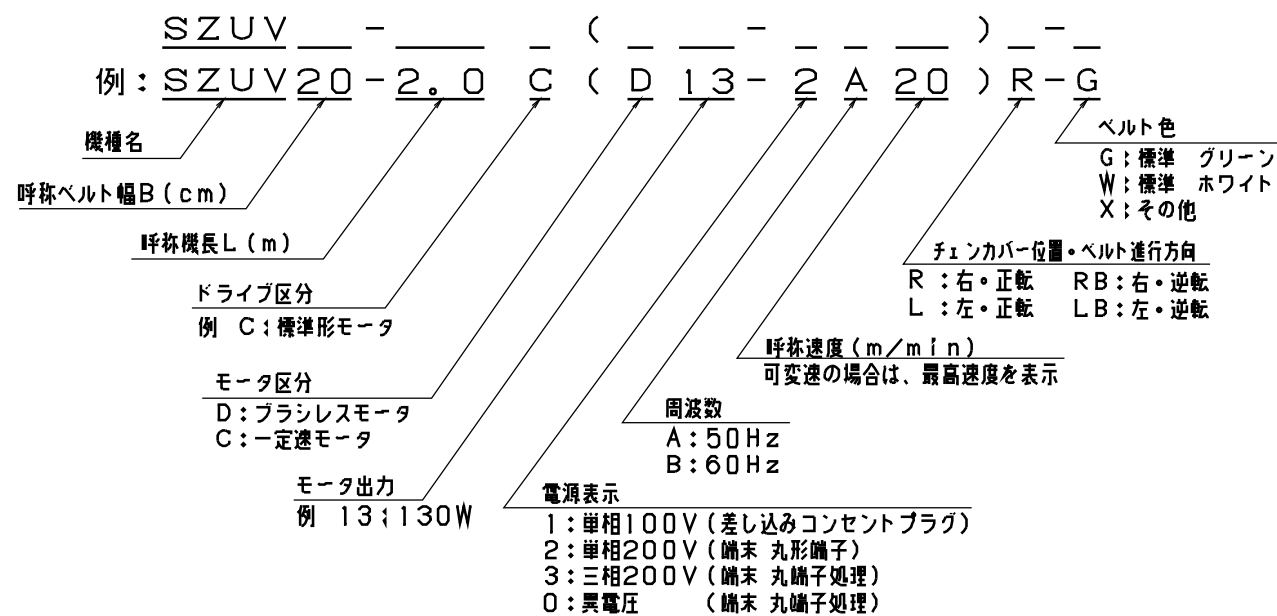 SZUV - ( - ) -
例：SZUV20-2.0 C (D 13-2 A 20) R-G
機種名
呼称ベルト幅B(cm)
呼称機長L(m)
ドライブ区分
例 C：標準形モータ
モータ区分
D：ブラシレスモータ
C：一定速モータ
モータ出力
例 13：130W
電源表示
1：単相100V(差し込みコンセントプラグ)
2：単相200V(端末 丸形端子)
3：三相200V(端末 丸端子処理)
0：異電圧 (端末 丸端子処理)
周波数
A：50Hz
B：60Hz
呼称速度(m/min)
可変速の場合は、最高速度を表示
チェンカバー位置・ベルト進行方向
R ：右・正転 RB：右・逆転
L ：左・正転 LB：左・逆転
ベルト色
G：標準 グリーン
W：標準 ホワイト
X：その他